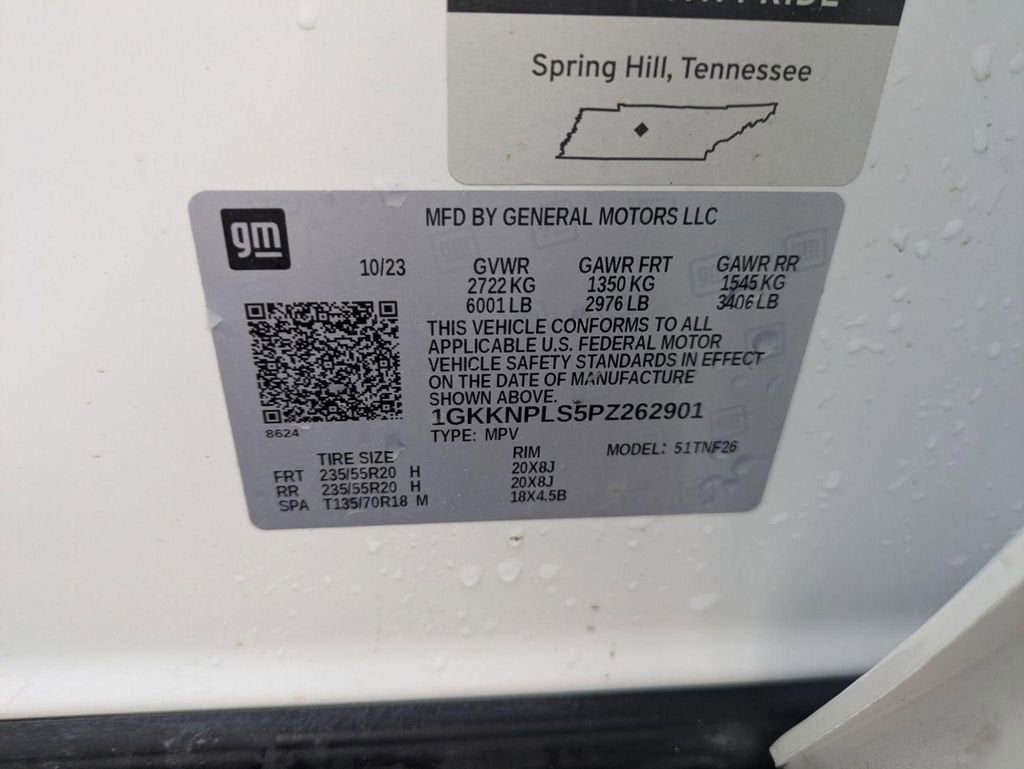 Spring Hill, Tennessee
gm
MFD BY GENERAL MOTORS LLC
10/23 GVWR GAWR FRT GAWR RR
2722 KG 1350 KG 1545 KG
6001 LB 2976 LB 3406 LB
THIS VEHICLE CONFORMS TO ALL
APPLICABLE U.S. FEDERAL MOTOR
VEHICLE SAFETY STANDARDS IN EFFECT
ON THE DATE OF MANUFACTURE
SHOWN ABOVE.
1GKKNPLS5PZ262901
8624
TYPE: MPV
TIRE SIZE RIM MODEL: 51TNF26
FRT 235/55R20 H 20X8J
RR 235/55R20 H 20X8J
SPA T135/70R18 M 18X4.5B